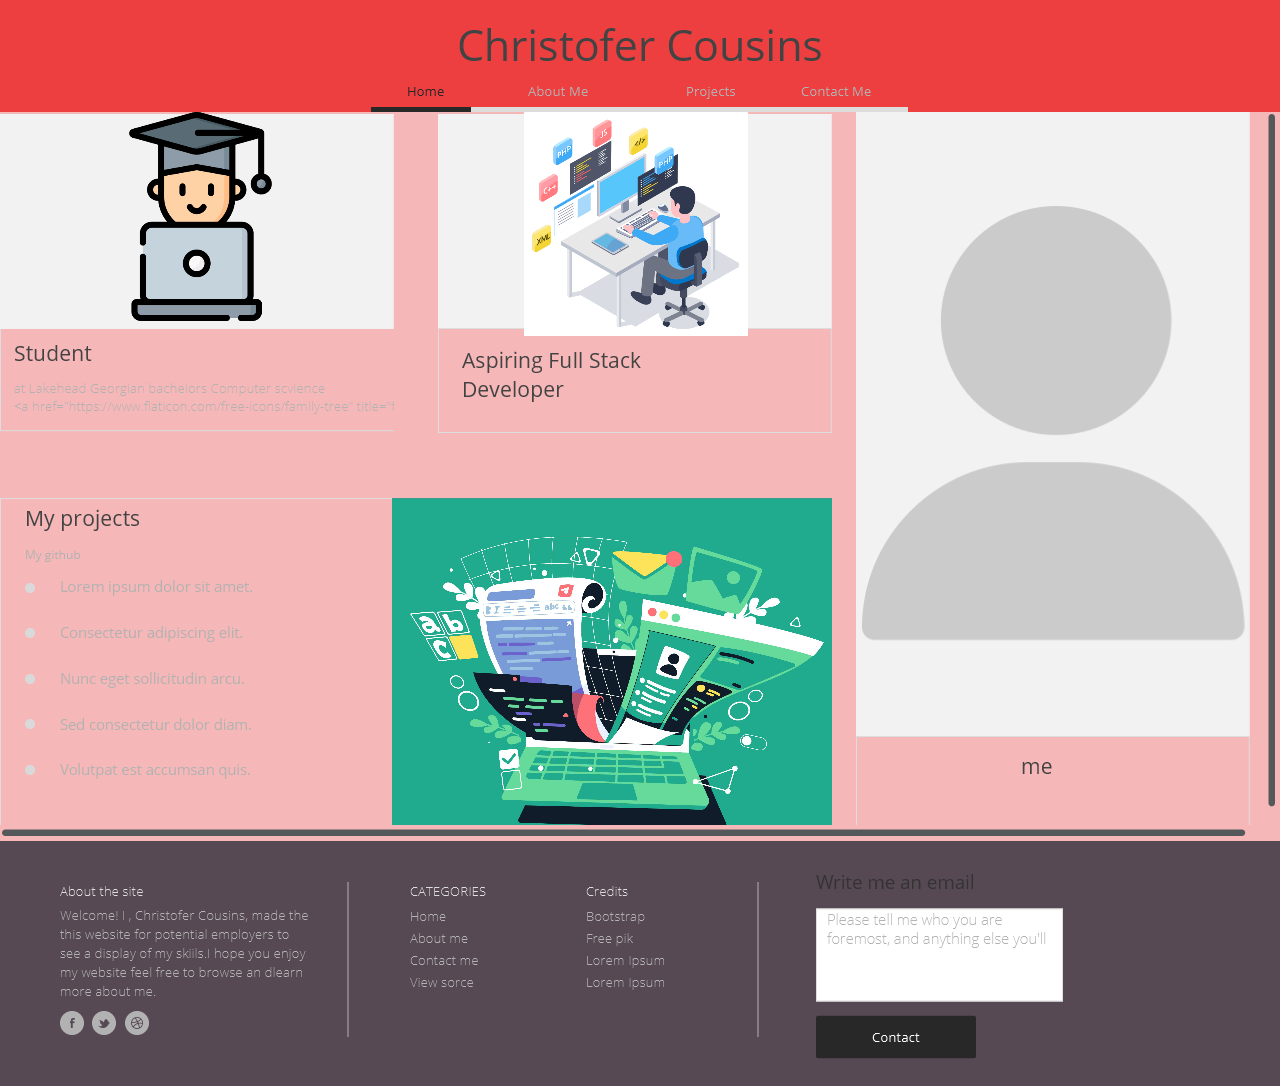 Christofer Cousins
Home
About Me
Projects
Contact Me
PHP
JS
</>
PHP
C++
XML
Student
at Lakehead Georgian bachelors Computer scvience
<a href="https://www.flaticon.com/free-icons/family-tree" title="f
Aspiring Full Stack
Developer
My projects
My github
Lorem ipsum dolor sit amet.
Consectetur adipiscing elit.
Nunc eget sollicitudin arcu.
Sed consectetur dolor diam.
Volutpat est accumsan quis.
abc
a b
c
me
About the site
Welcome! I , Christofer Cousins, made the
this website for potential employers to
see a display of my skiils.I hope you enjoy
my website feel free to browse an dlearn
more about me.
CATEGORIES
Home
About me
Contact me
View sorce
Credits
Bootstrap
Free pik
Lorem Ipsum
Lorem Ipsum
Write me an email
Please tell me who you are
foremost, and anything else you'll
Contact